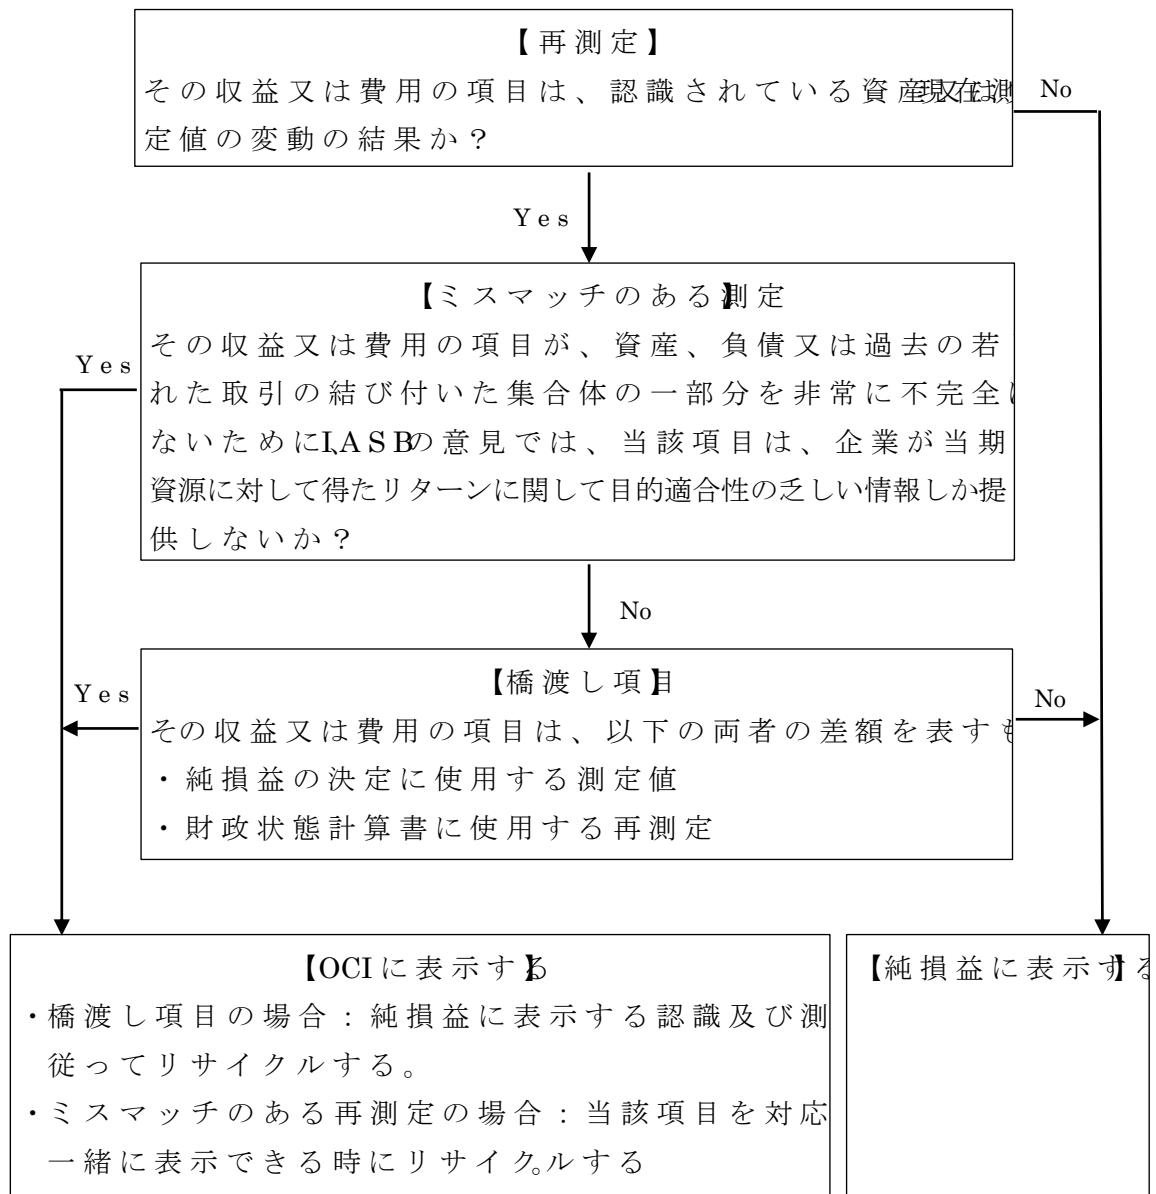 【再測定】
その収益又は費用の項目は、認識されている資産
No
定値の変動の結果か？
Yes
【ミスマッチのある測定】
その収益又は費用の項目が、資産、負債又は過去の若
Yes
れた取引の結び付いた集合体の一部分を非常に不完全
ないために、IASBの意見では、当該項目は、企業が当期
資源に対して得たリターンに関して目的適合性の乏しい情報しか提
供しないか？
No
【橋渡し項目】
Yes
No
その収益又は費用の項目は、以下の両者の差額を表す
・純損益の決定に使用する測定値
・財政状態計算書に使用する再測定
【OCIに表示する】
・橋渡し項目の場合：純損益に表示する認識及び測
従ってリサイクルする。
・ミスマッチのある再測定の場合：当該項目を対応
一緒に表示できる時にリサイクルする。
【純損益に表示する】